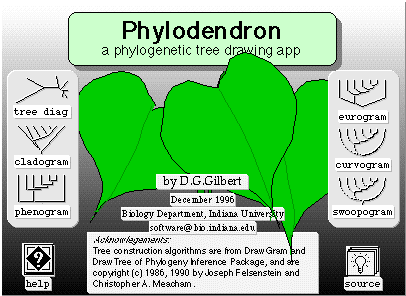 Phylodendron
a phylogenetic tree drawing app
tree diag
cladogram
phenogram
eurogram
curvogram
swoopogram
by D.G.Gilbert
December 1996
Biology Department, Indiana University
software@bio.indiana.edu
Acknowlegements:
Tree construction algorithms are from DrawGram and
DrawTree of Phylogeny Inference Package, and are
copyright (c) 1986, 1990 by Joseph Felsenstein and
Christopher A. Meacham.
help
source